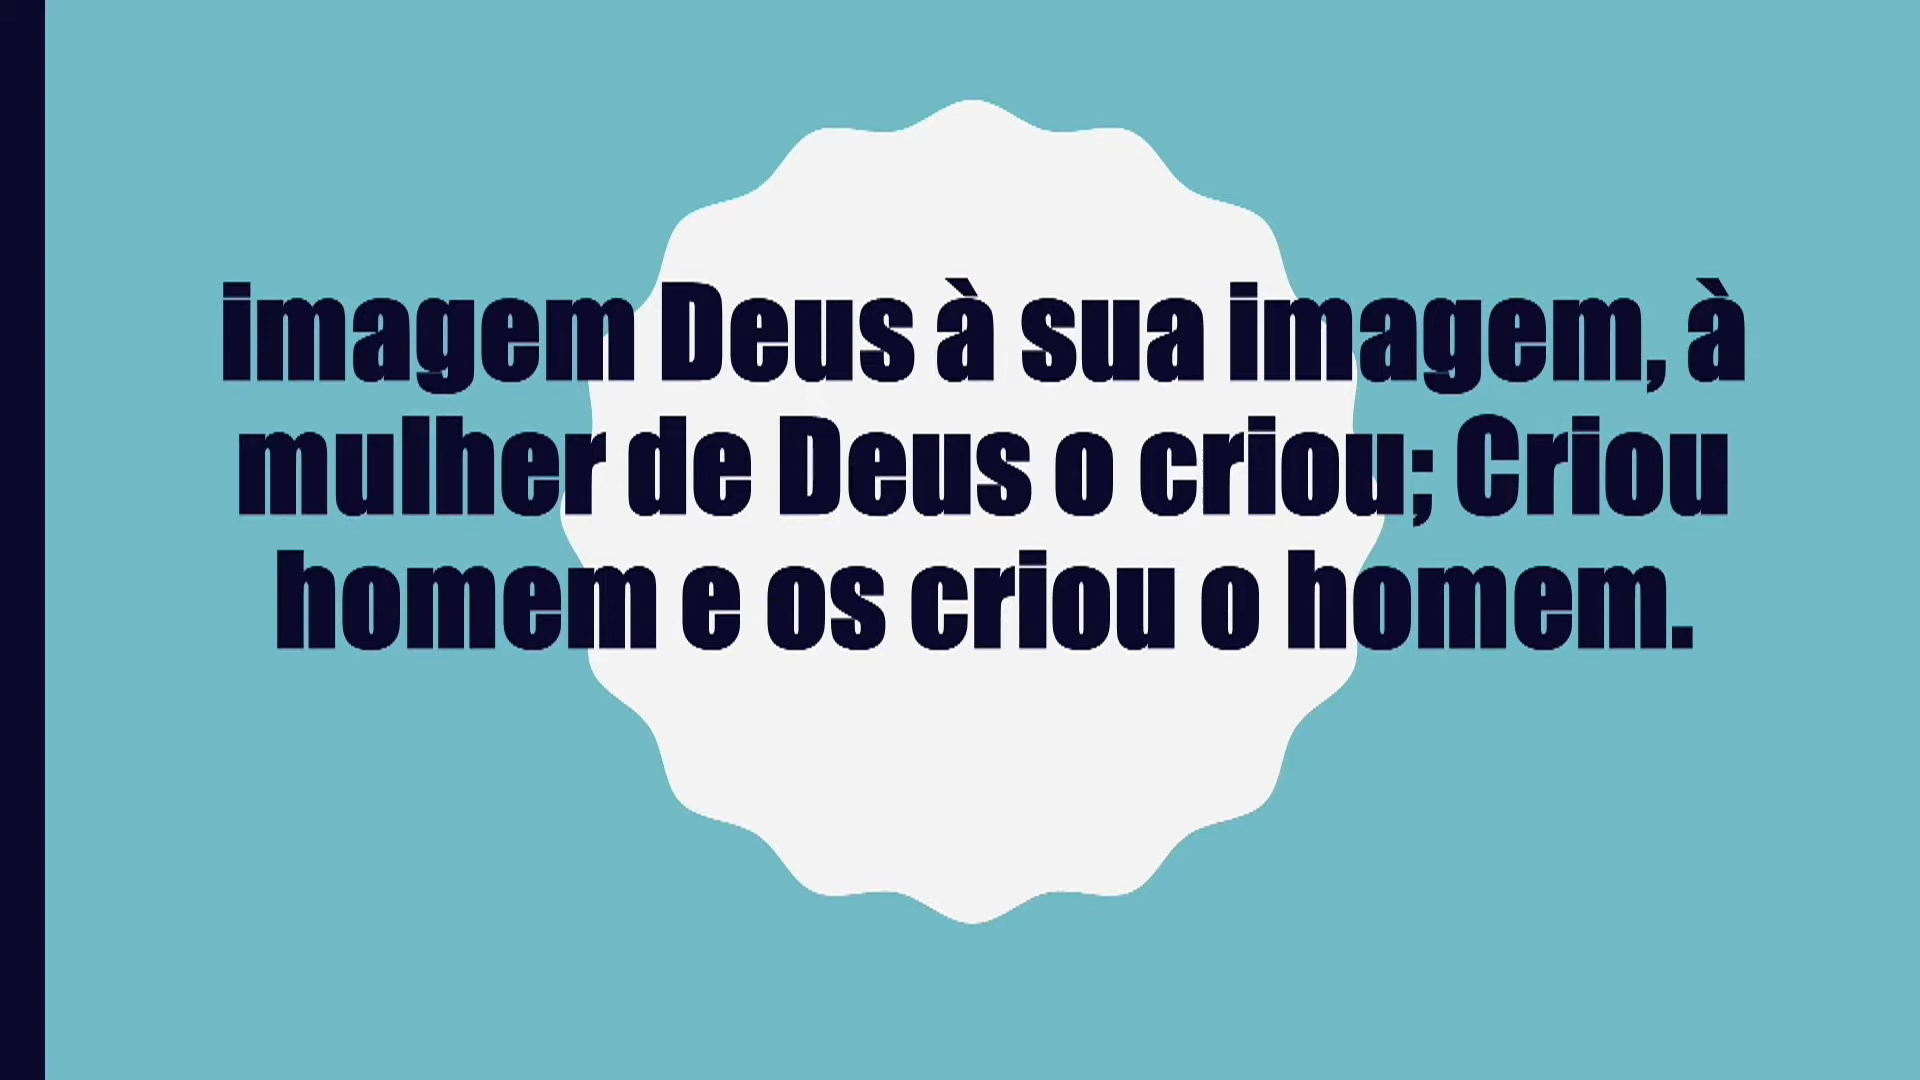 imagem Deus à sua imagem, à
mulher de Deus o criou; Criou
homem e os criou o homem.